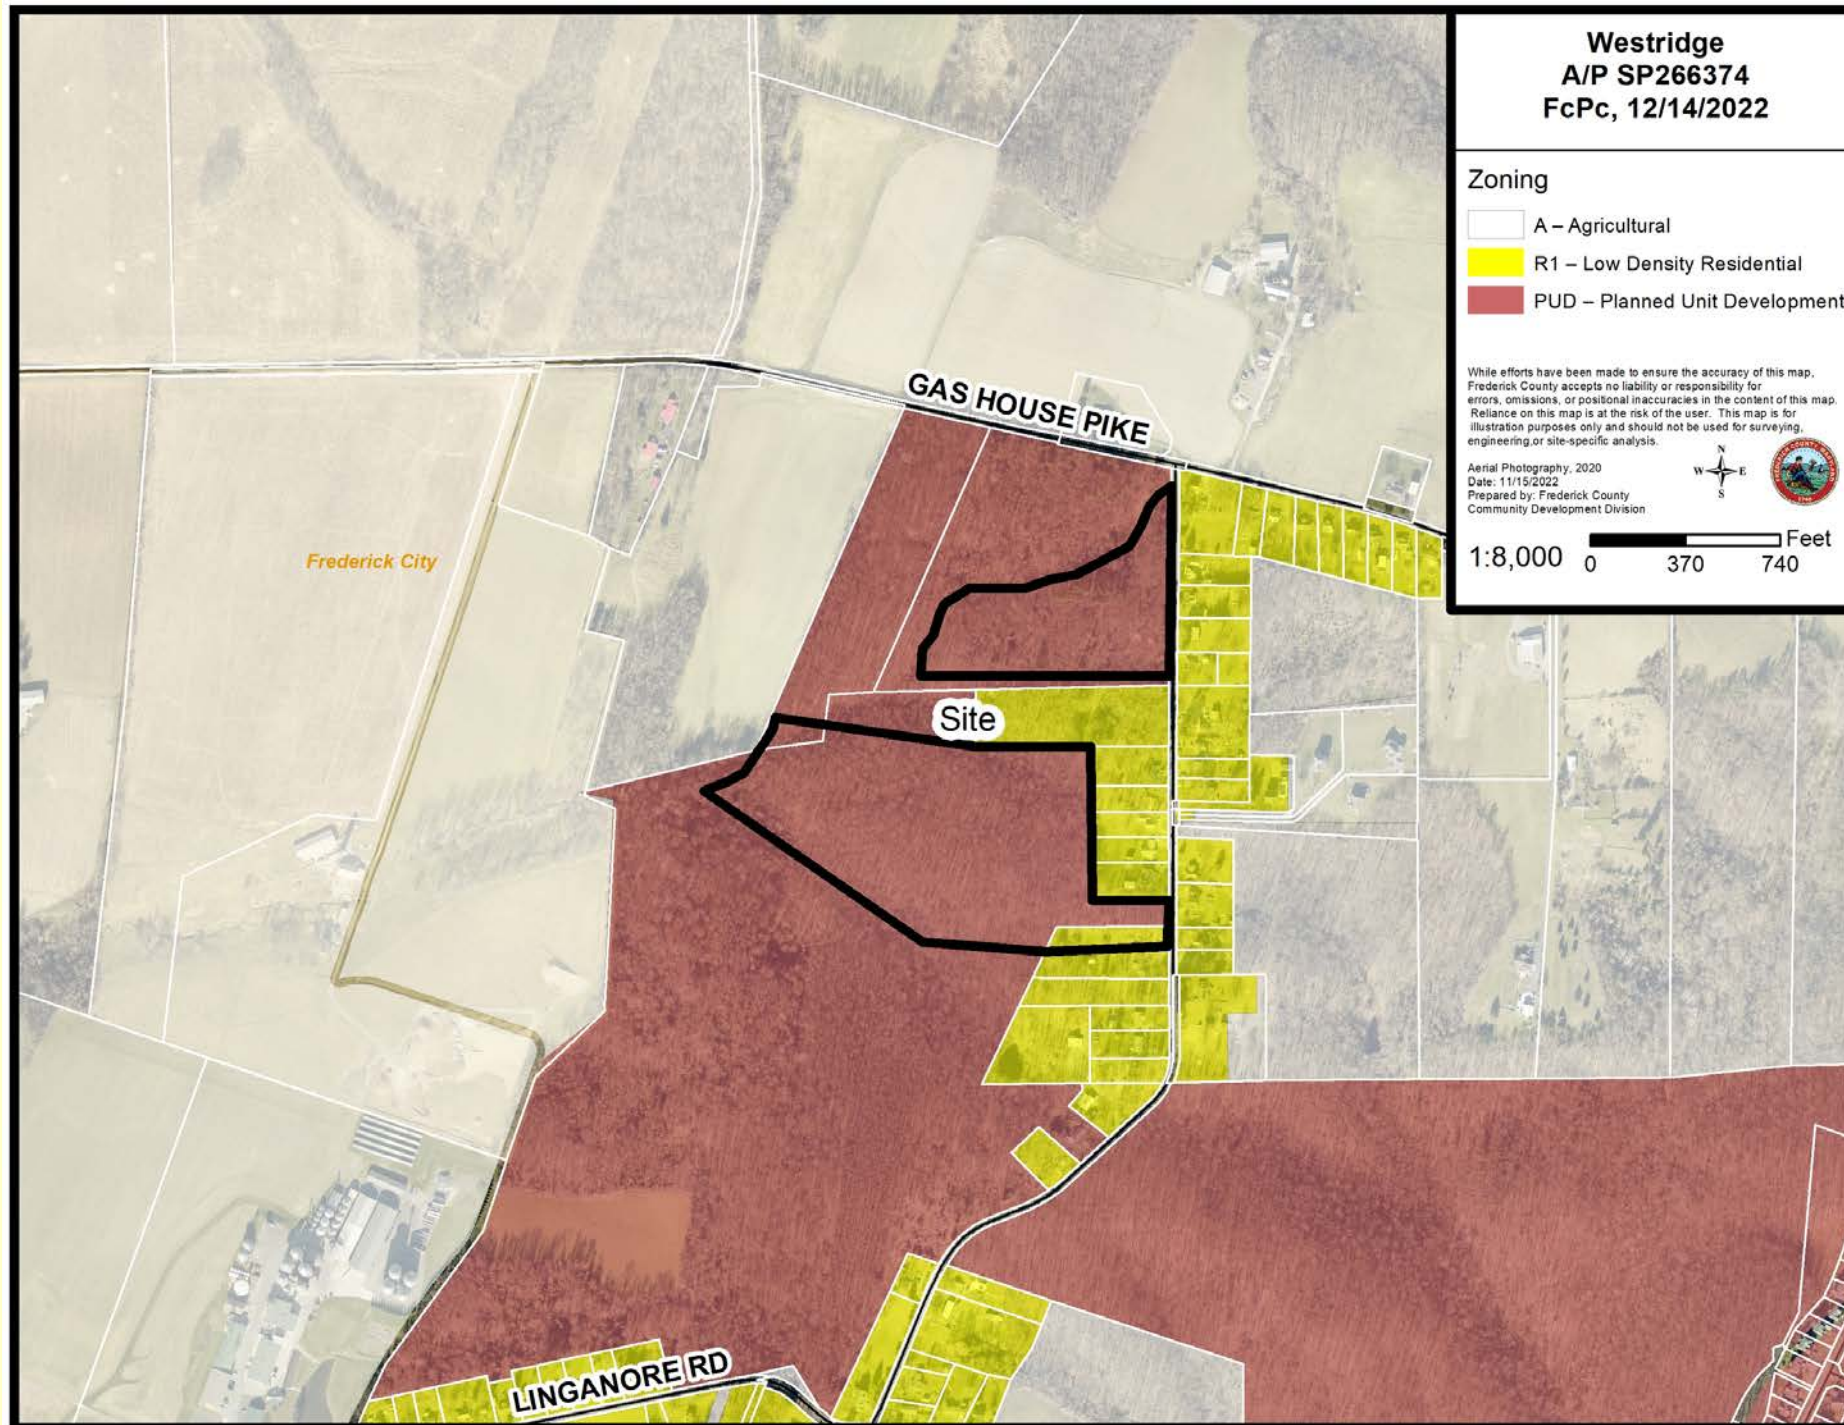 Westridge
A/P SP266374
FcPc, 12/14/2022
Zoning
A – Agricultural
R1 – Low Density Residential
PUD – Planned Unit Development
While efforts have been made to ensure the accuracy of this map,
Frederick County accepts no liability or responsibility for
errors, omissions, or positional inaccuracies in the content of this map.
Reliance on this map is at the risk of the user. This map is for
illustration purposes only and should not be used for surveying,
engineering,or site-specific analysis.
Aerial Photography, 2020
Date: 11/15/2022
Prepared by: Frederick County
Community Development Division
N
W E
S
1:8,000
Feet
0 370 740
GAS HOUSE PIKE
Frederick City
Site
LINGANORE RD